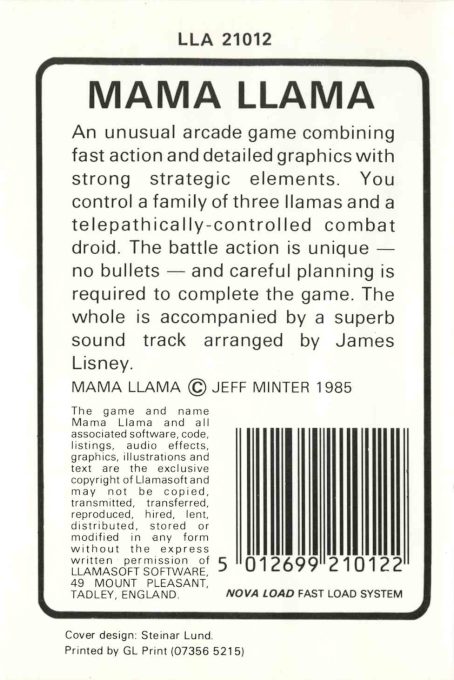 LLA 21012
MAMA LLAMA
An unusual arcade game combining
fast action and detailed graphics with
strong strategic elements. You
control a family of three llamas and a
telepathically-controlled combat
droid. The battle action is unique —
no bullets — and careful planning is
required to complete the game. The
whole is accompanied by a superb
sound track arranged by James
Lisney.
MAMA LLAMA © JEFF MINTER 1985
The game and name
Mama Llama and all
associated software, code,
listings, audio effects,
graphics, illustrations and
text are the exclusive
copyright of Llamasoft and
may not be copied,
transmitted, transferred,
reproduced, hired, lent,
distributed, stored or
modified in any form
without the express
written permission of
LLAMASOFT SOFTWARE,
49 MOUNT PLEASANT,
TADLEY, ENGLAND.
5 012699 210122
NOVA LOAD FAST LOAD SYSTEM
Cover design: Steinar Lund.
Printed by GL Print (07356 5215)